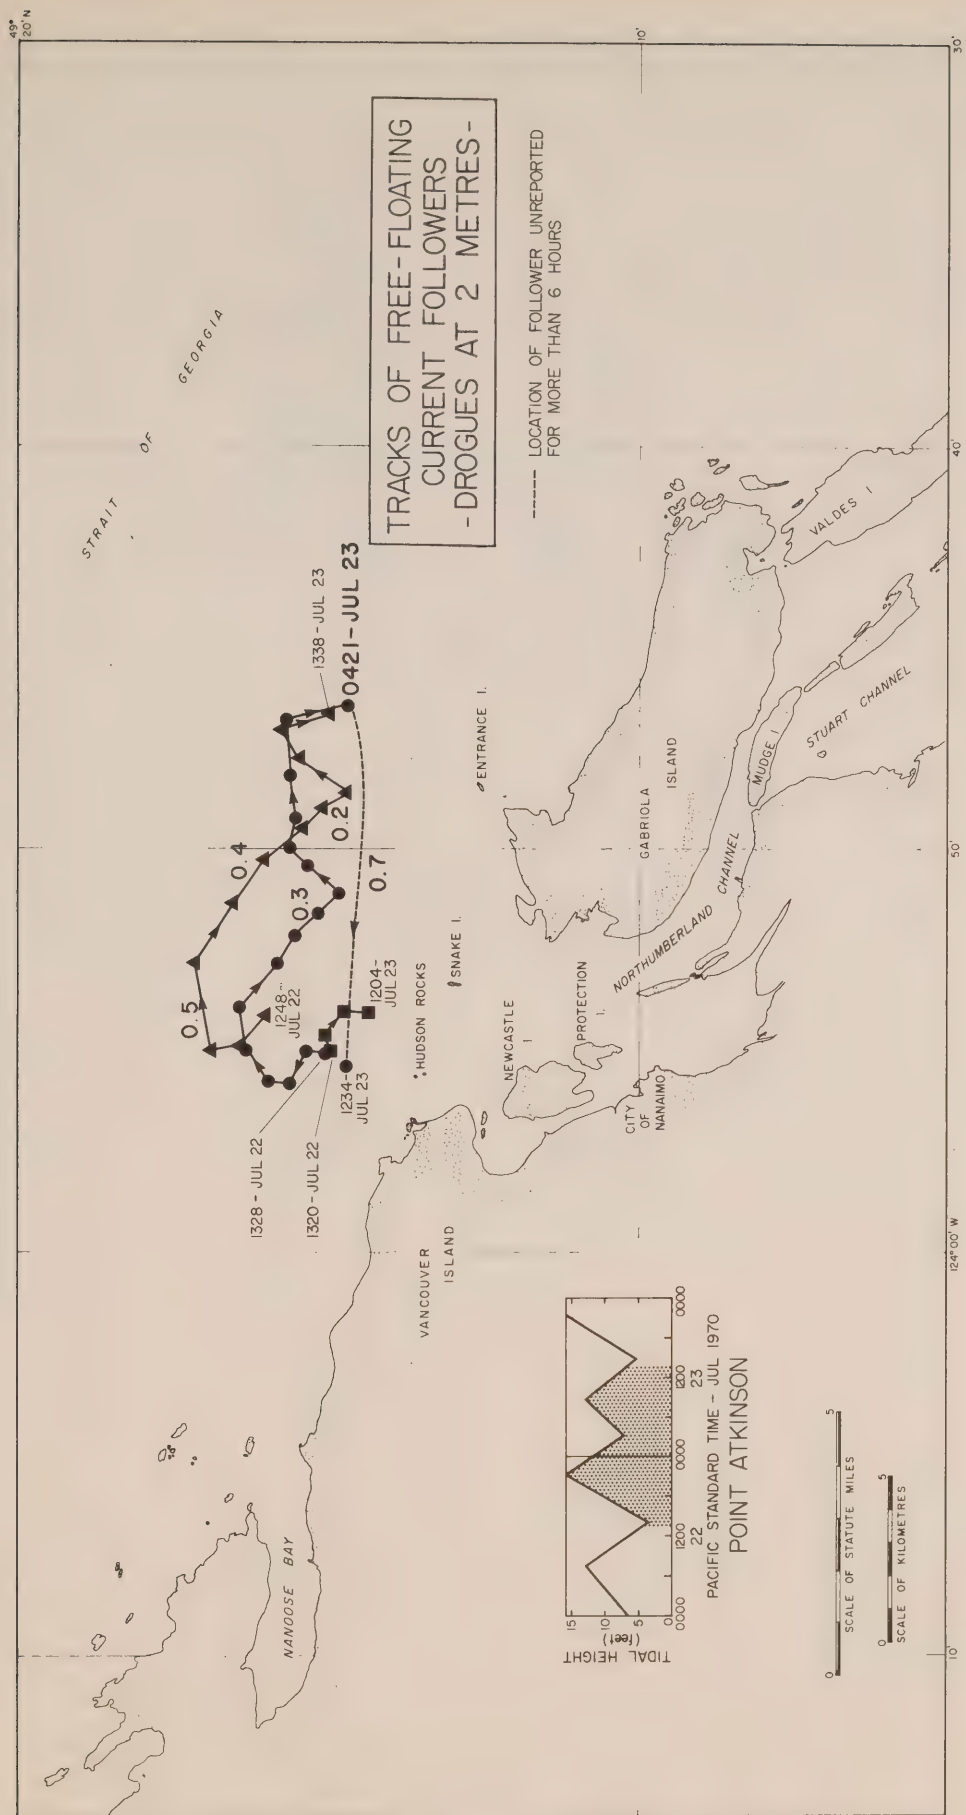 49°
20'N
10'
30'
STRAIT OF GEORGIA
TRACKS OF FREE-FLOATING
CURRENT FOLLOWERS
- DROGUES AT 2 METRES -
----- LOCATION OF FOLLOWER UNREPORTED
FOR MORE THAN 6 HOURS
0421-JUL 23
1338-JUL 23
0.2
0.4
0.7
0.3
0.5
1248-
JUL 22
1204-
JUL 23
1234-
JUL 23
1328-JUL 22
1320-JUL 22
ENTRANCE I.
SNAKE I.
HUDSON ROCKS
VANCOUVER
ISLAND
NANOOSE BAY
NEWCASTLE
I
PROTECTION
I.
CITY
OF
NANAIMO
GABRIOLA
ISLAND
NORTHUMBERLAND CHANNEL
MUDGE I
STUART CHANNEL
VALDES I
40'
50'
124°00'W
10'
TIDAL HEIGHT
(feet)
15
10
5
0
0000
1200
0000
1200
0000
22
23
PACIFIC STANDARD TIME - JUL 1970
POINT ATKINSON
0
5
SCALE OF STATUTE MILES
0
5
SCALE OF KILOMETRES